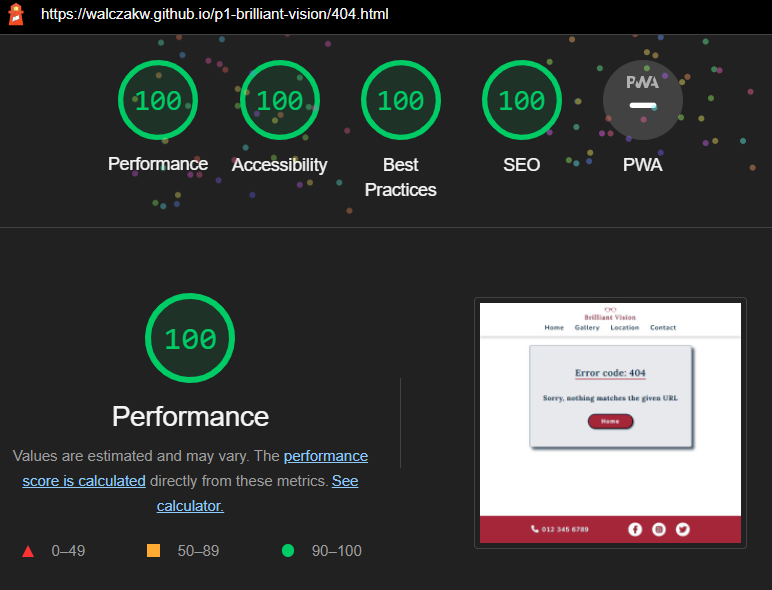 https://walczakw.github.io/p1-brilliant-vision/404.html
100 100 100 100 PWA
Performance Accessibility Best Practices SEO PWA
100
Performance
Values are estimated and may vary. The performance
score is calculated directly from these metrics. See
calculator.
0–49 50–89 90–100
Brilliant Vision
Home Gallery Location Contact
Error code: 404
Sorry, nothing matches the given URL
Home
012 345 6789